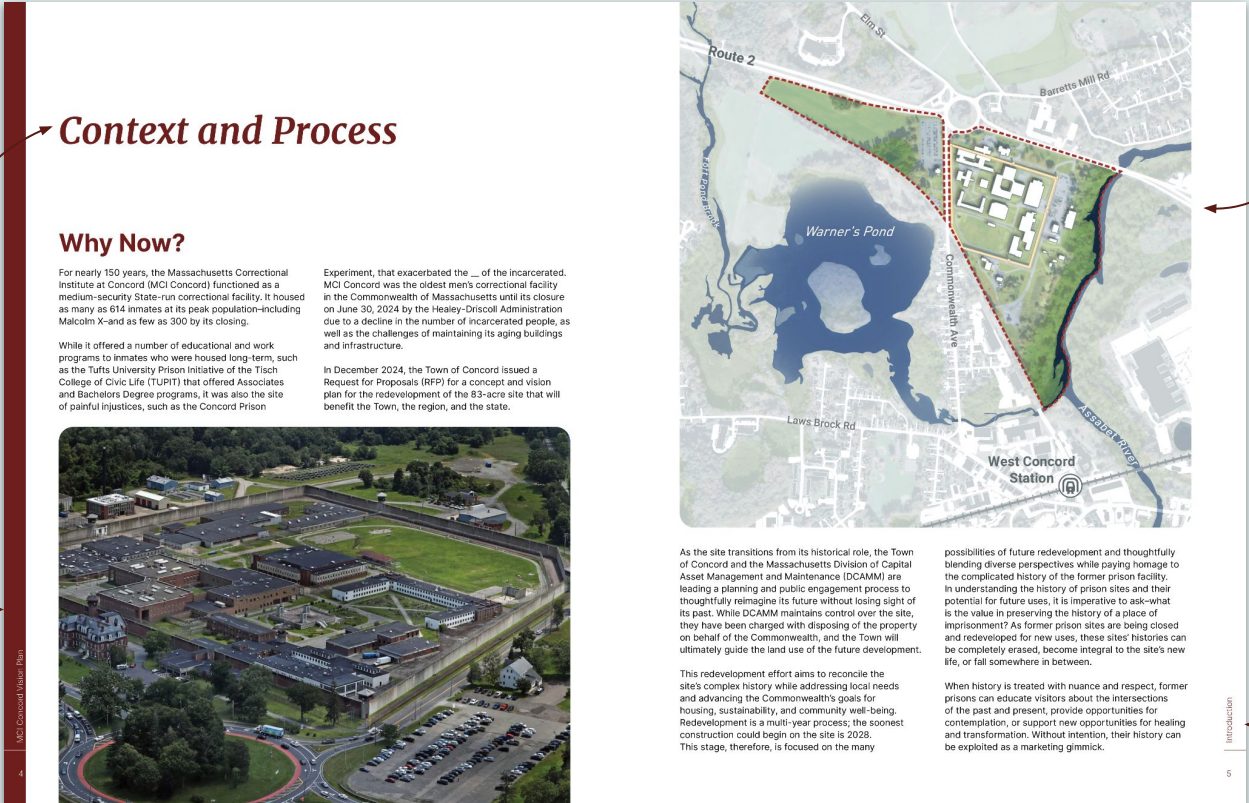 Context and Process
Why Now?
For nearly 150 years, the Massachusetts Correctional
Institute at Concord (MCI Concord) functioned as a
medium-security State-run correctional facility. It housed
as many as 614 inmates at its peak population–including
Malcolm X–and as few as 300 by its closing.
While it offered a number of educational and work
programs to inmates who were housed long-term, such
as the Tufts University Prison Initiative of the Tisch
College of Civic Life (TUPIT) that offered Associates
and Bachelors Degree programs, it was also the site
of painful injustices, such as the Concord Prison
Experiment, that exacerbated the __ of the incarcerated.
MCI Concord was the oldest men's correctional facility
in the Commonwealth of Massachusetts until its closure
on June 30, 2024 by the Healey-Driscoll Administration
due to a decline in the number of incarcerated people, as
well as the challenges of maintaining its aging buildings
and infrastructure.
In December 2024, the Town of Concord issued a
Request for Proposals (RFP) for a concept and vision
plan for the redevelopment of the 83-acre site that will
benefit the Town, the region, and the state.
MCI Concord Vision Plan
4
Elm St
Route 2
Barretts Mill Rd
Fort Pond Brook
Warner's Pond
Commonwealth Ave
Laws Brock Rd
Assabet River
West Concord
Station
As the site transitions from its historical role, the Town
of Concord and the Massachusetts Division of Capital
Asset Management and Maintenance (DCAMM) are
leading a planning and public engagement process to
thoughtfully reimagine its future without losing sight of
its past. While DCAMM maintains control over the site,
they have been charged with disposing of the property
on behalf of the Commonwealth, and the Town will
ultimately guide the land use of the future development.
This redevelopment effort aims to reconcile the
site's complex history while addressing local needs
and advancing the Commonwealth's goals for
housing, sustainability, and community well-being.
Redevelopment is a multi-year process; the soonest
construction could begin on the site is 2028.
This stage, therefore, is focused on the many
possibilities of future redevelopment and thoughtfully
blending diverse perspectives while paying homage to
the complicated history of the former prison facility.
In understanding the history of prison sites and their
potential for future uses, it is imperative to ask–what
is the value in preserving the history of a place of
imprisonment? As former prison sites are being closed
and redeveloped for new uses, these sites' histories can
be completely erased, become integral to the site's new
life, or fall somewhere in between.
When history is treated with nuance and respect, former
prisons can educate visitors about the intersections
of the past and present, provide opportunities for
contemplation, or support new opportunities for healing
and transformation. Without intention, their history can
be exploited as a marketing gimmick.
Introduction
5